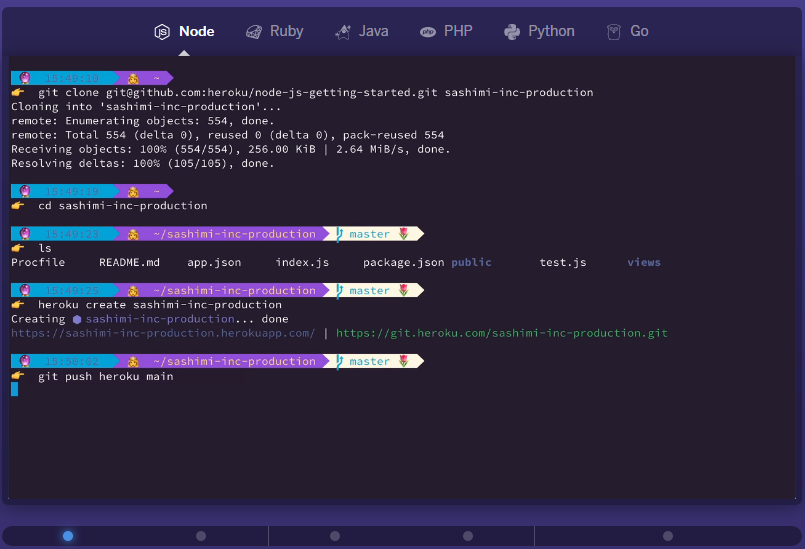 Node Ruby Java PHP Python Go
15:49:10 ~
git clone git@github.com:heroku/node-js-getting-started.git sashimi-inc-production
Cloning into 'sashimi-inc-production'...
remote: Enumerating objects: 554, done.
remote: Total 554 (delta 0), reused 0 (delta 0), pack-reused 554
Receiving objects: 100% (554/554), 256.00 KiB | 2.64 MiB/s, done.
Resolving deltas: 100% (105/105), done.
15:49:19 ~
cd sashimi-inc-production
15:49:23 ~/sashimi-inc-production master
ls
Procfile README.md app.json index.js package.json public test.js views
15:49:25 ~/sashimi-inc-production master
heroku create sashimi-inc-production
Creating sashimi-inc-production... done
https://sashimi-inc-production.herokuapp.com/ | https://git.heroku.com/sashimi-inc-production.git
15:50:02 ~/sashimi-inc-production master
git push heroku main